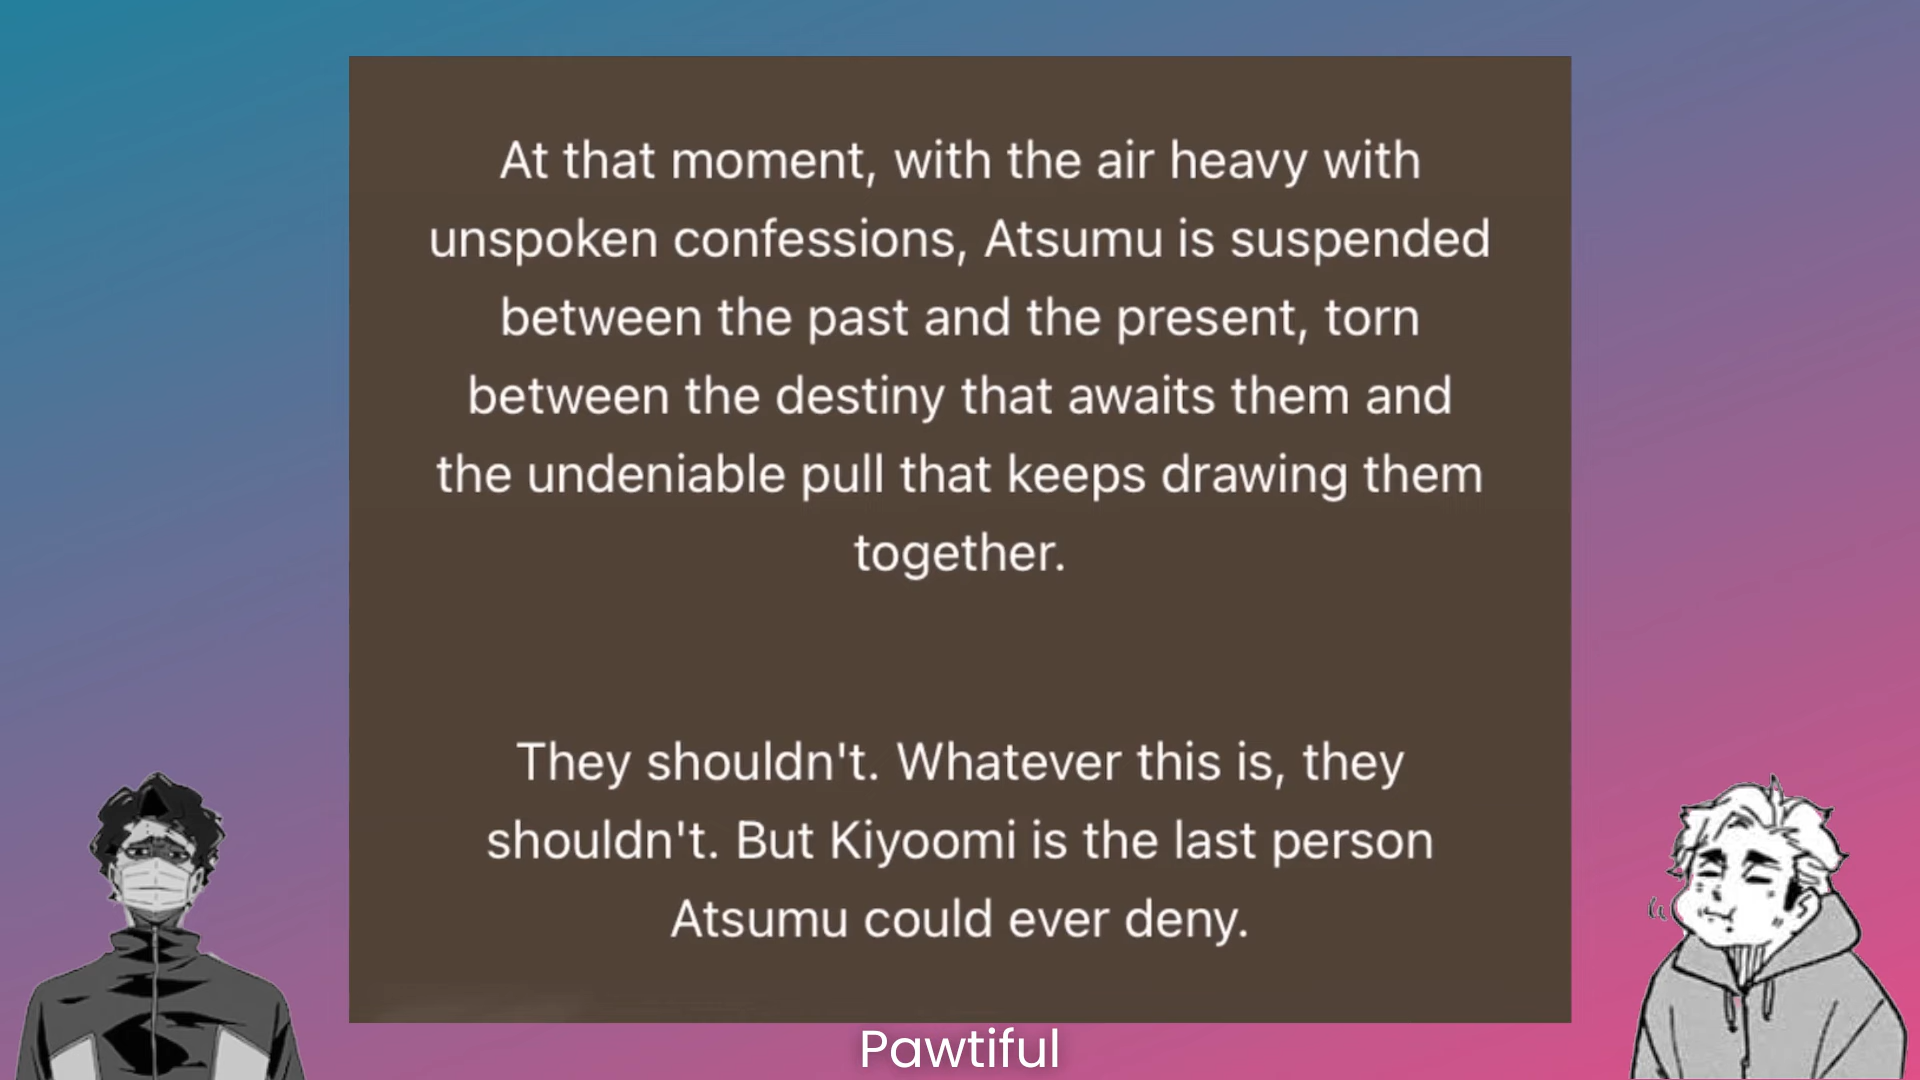 At that moment, with the air heavy with
unspoken confessions, Atsumu is suspended
between the past and the present, torn
between the destiny that awaits them and
the undeniable pull that keeps drawing them
together.
They shouldn't. Whatever this is, they
shouldn't. But Kiyoomi is the last person
Atsumu could ever deny.
Pawtiful